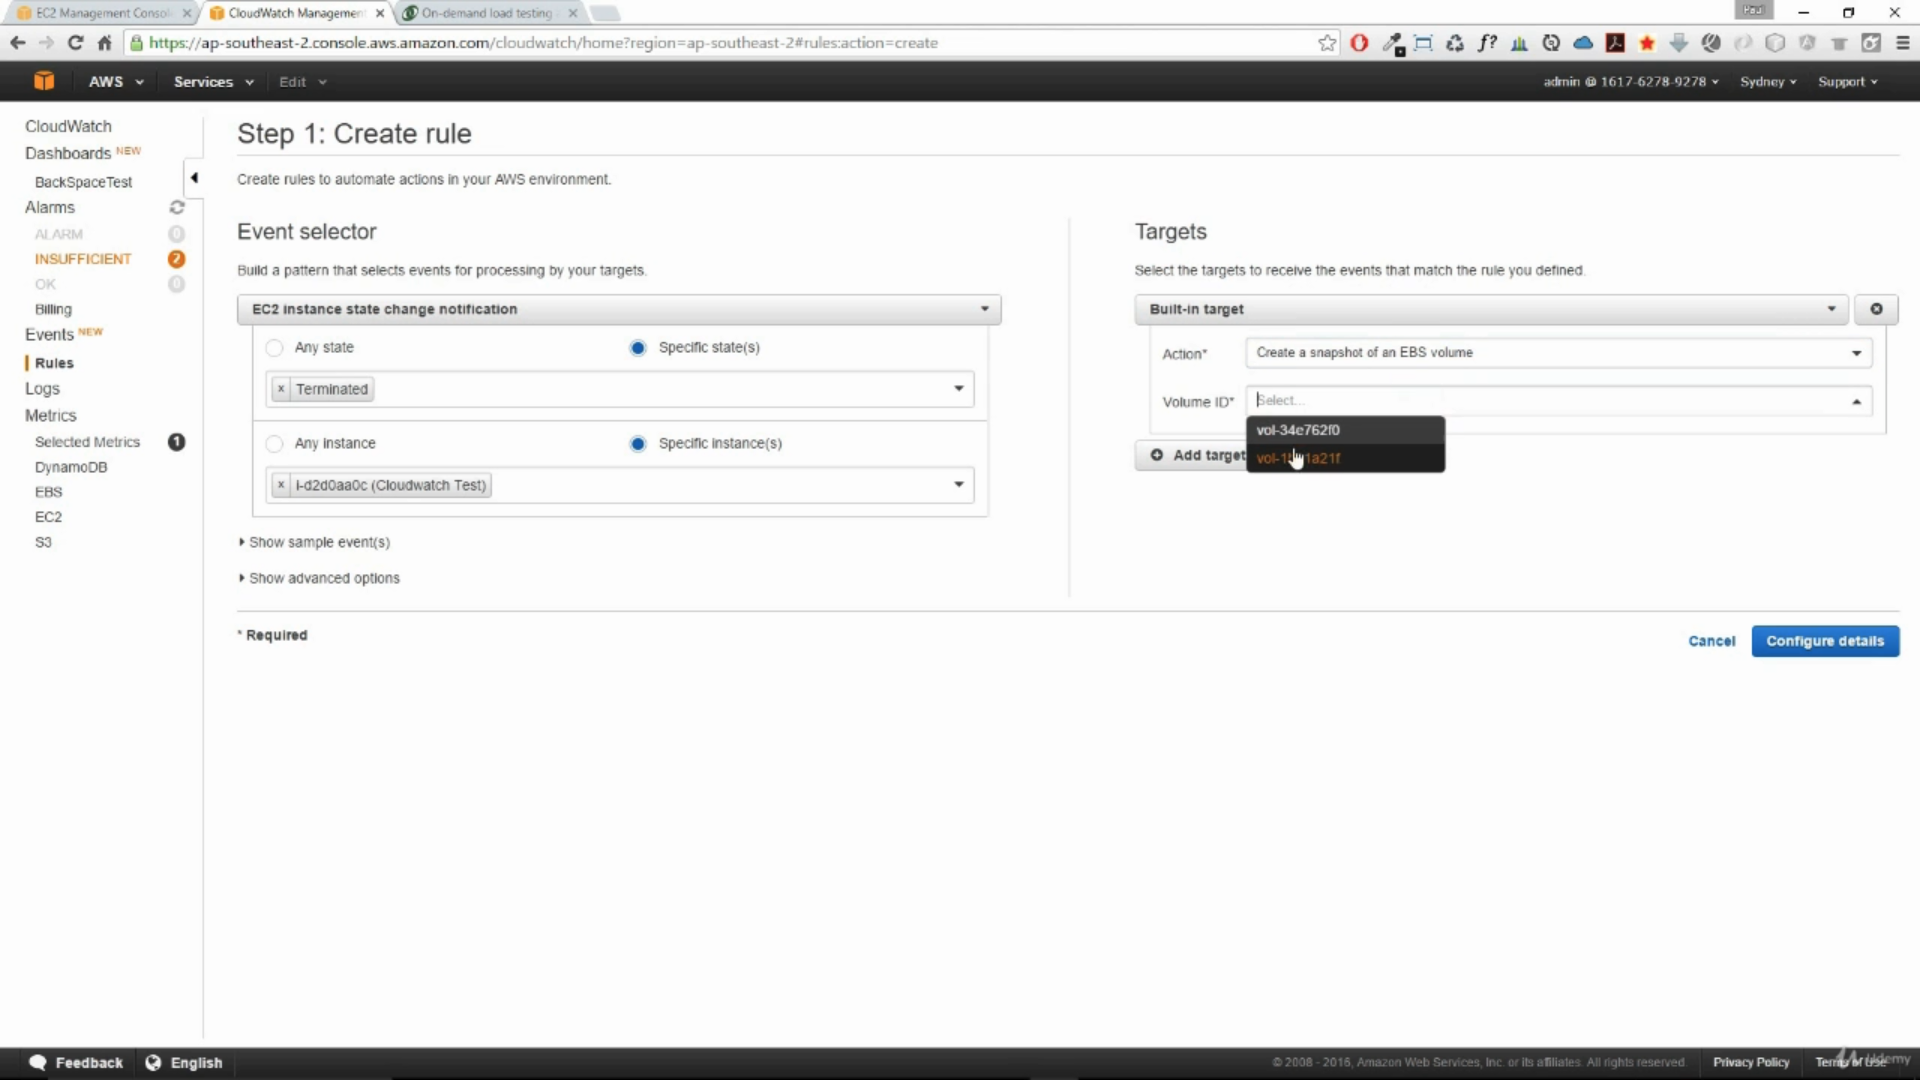 EC2 Management Consol
CloudWatch Management
On-demand load testing
Paul
https://ap-southeast-2.console.aws.amazon.com/cloudwatch/home?region=ap-southeast-2#rules:action=create
f?
AWS
Services
Edit
admin @ 1617-6278-9278
Sydney
Support
CloudWatch
Dashboards NEW
BackSpaceTest
Alarms
ALARM 0
INSUFFICIENT 2
OK 0
Billing
Events NEW
Rules
Logs
Metrics
Selected Metrics 1
DynamoDB
EBS
EC2
S3
Step 1: Create rule
Create rules to automate actions in your AWS environment.
Event selector
Build a pattern that selects events for processing by your targets.
EC2 instance state change notification
Any state
Specific state(s)
× Terminated
Any instance
Specific instance(s)
× i-d2d0aa0c (Cloudwatch Test)
Show sample event(s)
Show advanced options
* Required
Targets
Select the targets to receive the events that match the rule you defined.
Built-in target
Action* Create a snapshot of an EBS volume
Volume ID* Select...
vol-34e762f0
Add target
Cancel
Configure details
Feedback
English
© 2008 - 2016, Amazon Web Services, Inc. or its affiliates. All rights reserved.
Privacy Policy
Terms of Use
Udemy